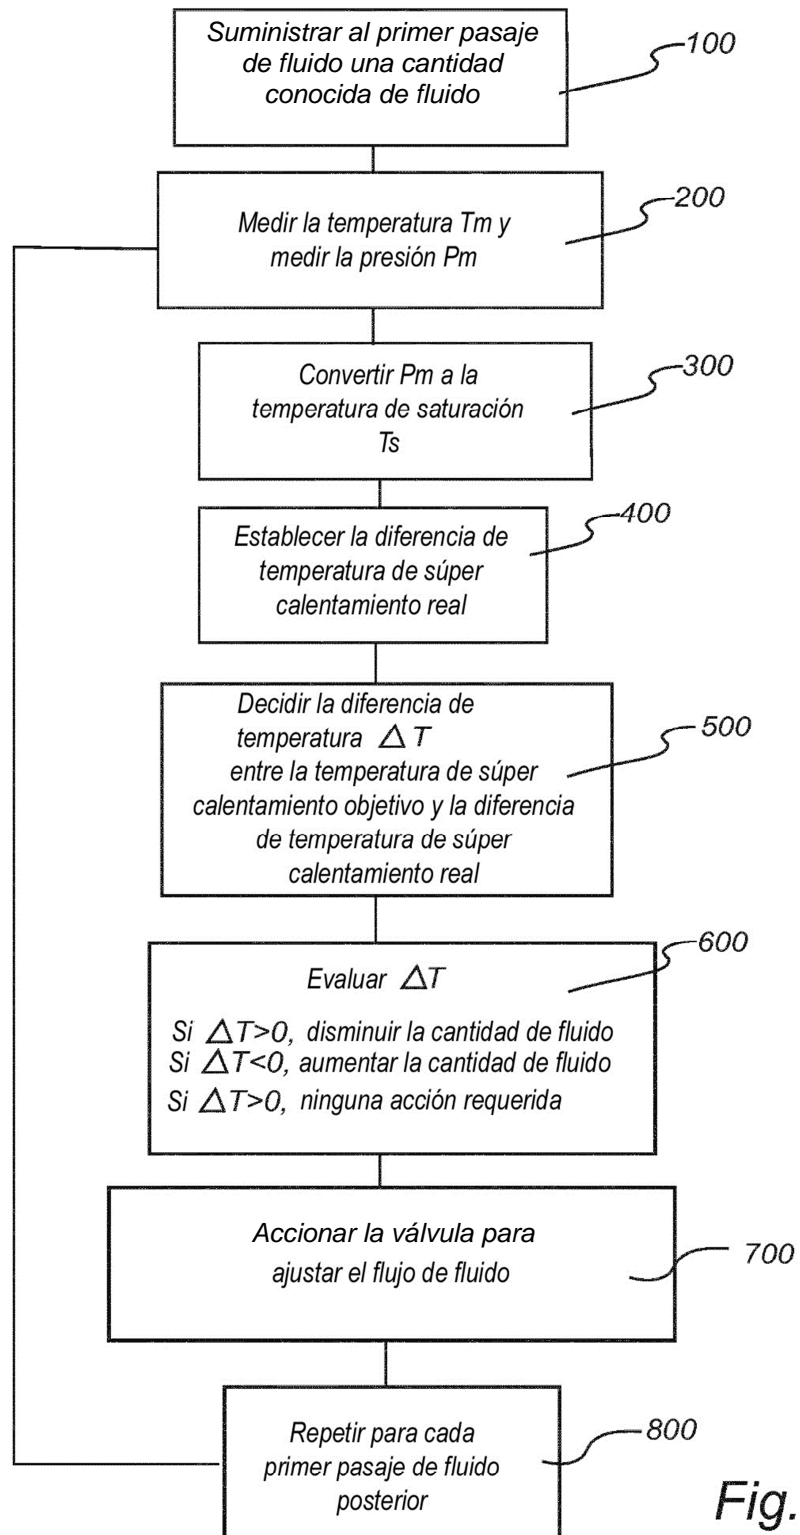 Suministrar al primer pasaje
de fluido una cantidad
conocida de fluido
100
Medir la temperatura Tm y
medir la presión Pm
200
Convertir Pm a la
temperatura de saturación
Ts
300
Establecer la diferencia de
temperatura de súper
calentamiento real
400
Decidir la diferencia de
temperatura △ T
entre la temperatura de súper
calentamiento objetivo y la diferencia
de temperatura de súper
calentamiento real
500
Evaluar △T
Si △T>0, disminuir la cantidad de fluido
Si △T<0, aumentar la cantidad de fluido
Si △T>0, ninguna acción requerida
600
Accionar la válvula para
ajustar el flujo de fluido
700
Repetir para cada
primer pasaje de fluido
posterior
800
Fig.